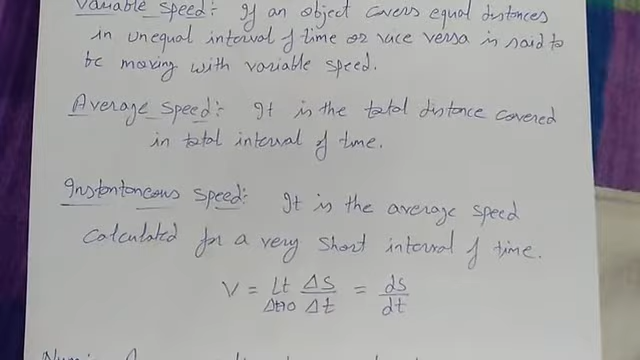 Variable Speed:- If an object covers equal distances
in unequal interval of time or vice versa is said to
be moving with variable speed.
Average Speed:- It is the total distance covered
in total interval of time.
Instantaneous Speed:- It is the average speed
Calculated for a very short interval of time.
V = Lt Δt→0 ΔS/Δt = ds/dt